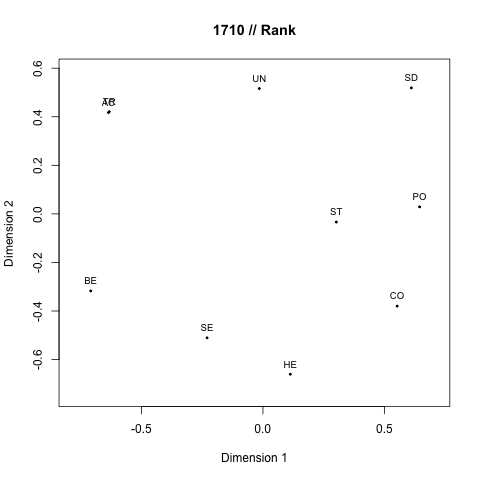 1710 // Rank
UN
SD
TR
PO
ST
BE
CO
SE
HE
0.6
0.4
0.2
0.0
-0.2
-0.4
-0.6
Dimension 2
-0.5
0.0
0.5
Dimension 1